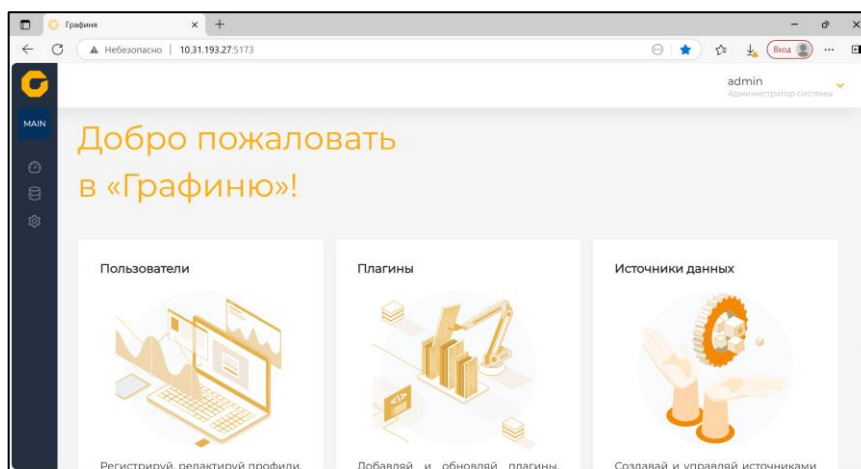 Графиня
Небезопасно | 10.31.193.27:5173
Вход
admin
Администратор системы
MAIN
Добро пожаловать
в «Графиню»!
Пользователи
Плагины
Источники данных
Регистрируй, редактируй профили,
Добавляй и обновляй плагины,
Создавай и управляй источниками